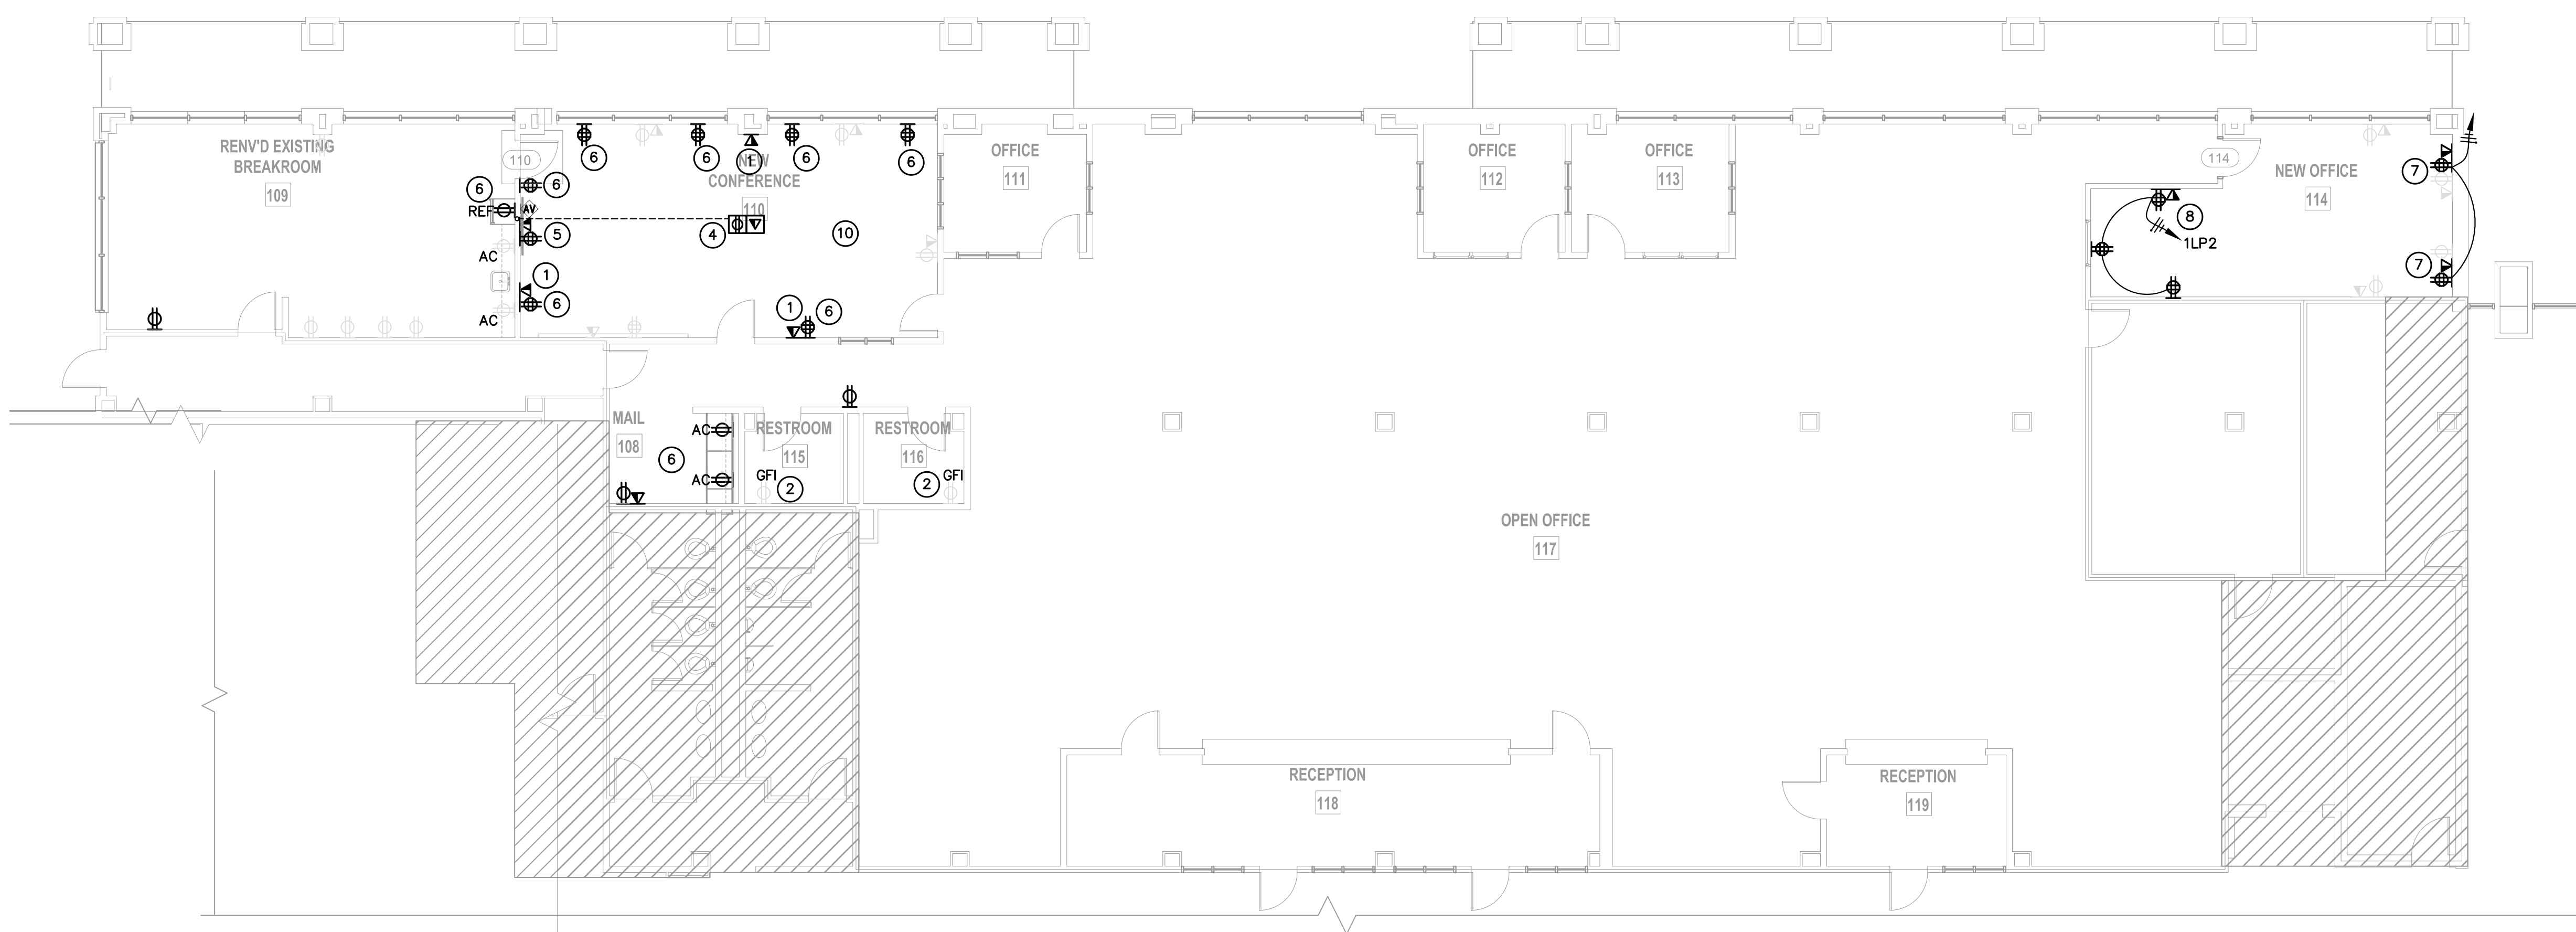 RENV'D EXISTING
BREAKROOM
109
110
6
6
6
6
1
NEW
CONFERENCE
110
OFFICE
111
OFFICE
112
OFFICE
113
114
NEW OFFICE
114
7
6
6
REF
AV
5
4
10
8
1LP2
7
AC
1
6
AC
1
6
MAIL
108
AC
6
AC
RESTROOM
115
GFI
2
RESTROOM
116
GFI
2
OPEN OFFICE
117
RECEPTION
118
RECEPTION
119